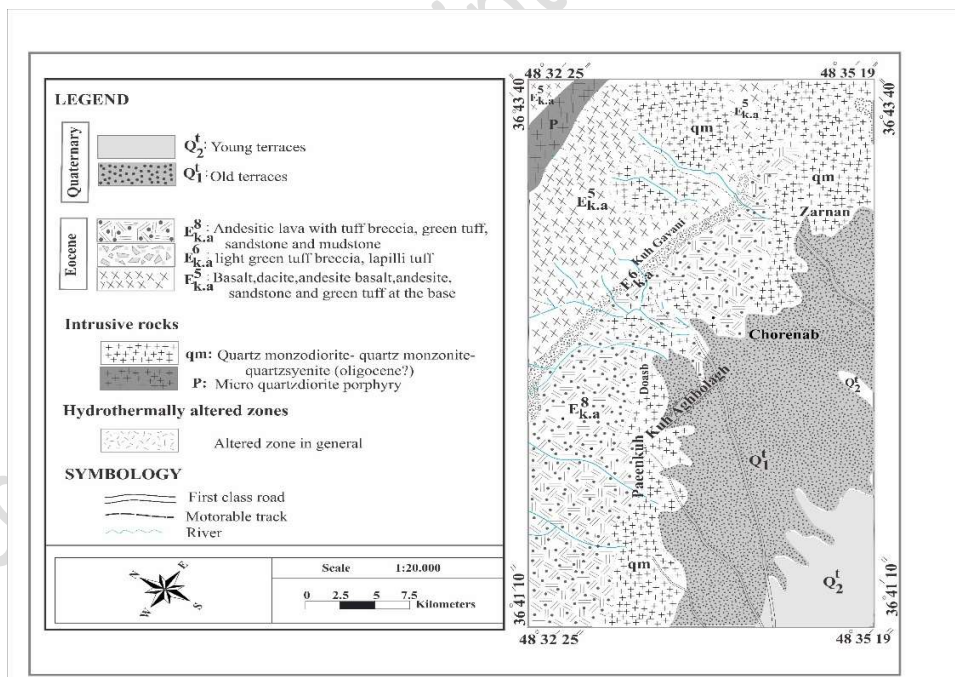 LEGEND
Quaternary
Qt2: Young terraces
Qt1: Old terraces
Eocene
E8k.a: Andesitic lava with tuff breccia, green tuff,
sandstone and mudstone
E6k.a: light green tuff breccia, lapilli tuff
E5k.a: Basalt,dacite,andesite basalt,andesite,
sandstone and green tuff at the base
Intrusive rocks
qm: Quartz monzodiorite- quartz monzonite-
quartzsyenite (oligocene?)
P: Micro quartzdiorite porphyry
Hydrothermally altered zones
Altered zone in general
SYMBOLOGY
First class road
Motorable track
River
N
E
W
S
Scale 1:20.000
0 2.5 5 7.5
Kilometers
48 32 25
48 35 19
36 43 40
36 43 40
E5k.a
E5k.a
P
qm
qm
E5k.a
Zarnan
E6k.a Kuh Gavani
Chorenab
Doasb
Kuh Aghbolagh
Qt2
E8k.a
Paeenkuh
Qt1
qm
Qt2
36 41 10
36 41 10
48 32 25
48 35 19